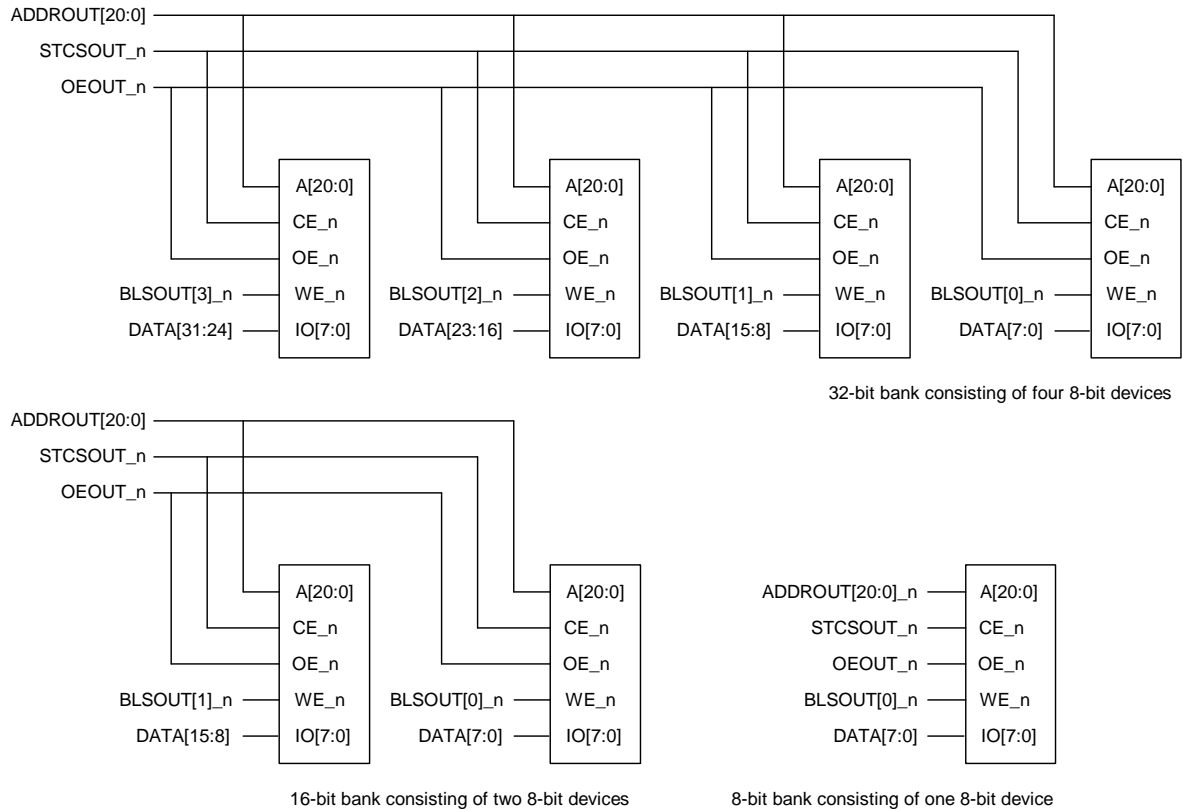 ADDROUT[20:0]
STCSOUT_n
OEOUT_n
A[20:0] A[20:0] A[20:0] A[20:0]
CE_n CE_n CE_n CE_n
OE_n OE_n OE_n OE_n
BLSOUT[3]_n WE_n BLSOUT[2]_n WE_n BLSOUT[1]_n WE_n BLSOUT[0]_n WE_n
DATA[31:24] IO[7:0] DATA[23:16] IO[7:0] DATA[15:8] IO[7:0] DATA[7:0] IO[7:0]
32-bit bank consisting of four 8-bit devices
ADDROUT[20:0]
STCSOUT_n
OEOUT_n
A[20:0] A[20:0] ADDROUT[20:0]_n A[20:0]
CE_n CE_n STCSOUT_n CE_n
OE_n OE_n OEOUT_n OE_n
BLSOUT[1]_n WE_n BLSOUT[0]_n WE_n BLSOUT[0]_n WE_n
DATA[15:8] IO[7:0] DATA[7:0] IO[7:0] DATA[7:0] IO[7:0]
16-bit bank consisting of two 8-bit devices 8-bit bank consisting of one 8-bit device